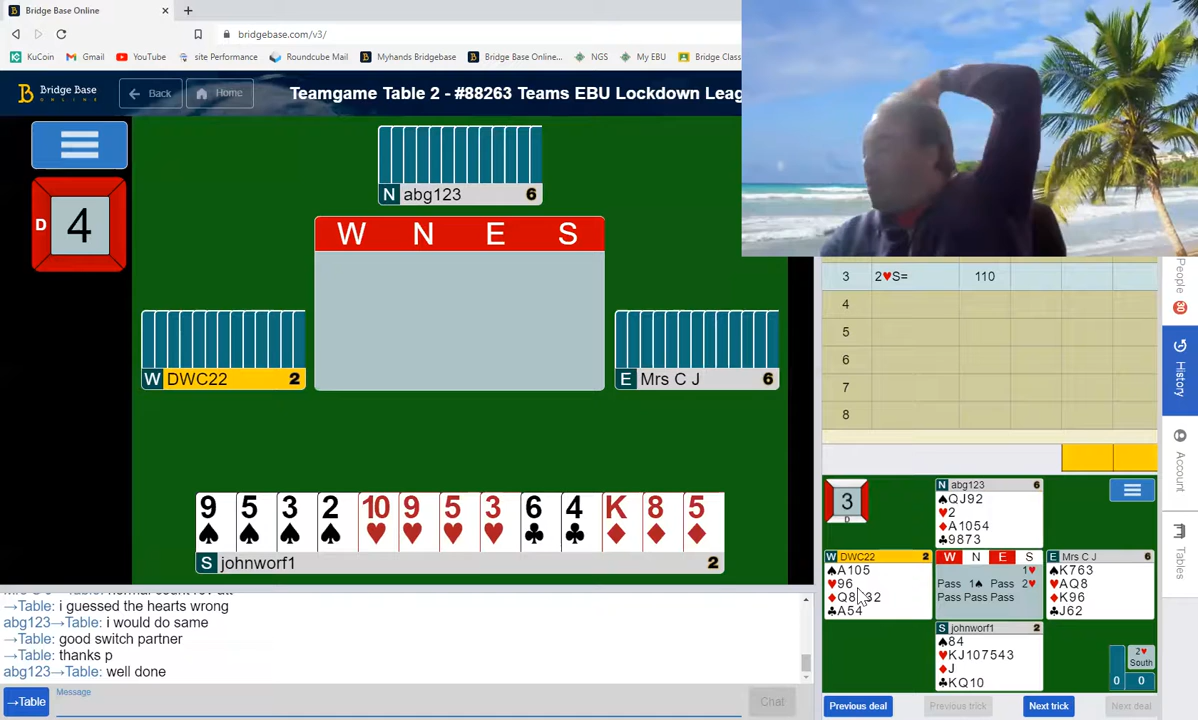 Bridge Base Online
bridgebase.com/v3/
KuCoin Gmail YouTube site Performance Roundcube Mail Myhands Bridgebase Bridge Base Online... NGS My EBU Bridge Class
Bridge Base ONLINE Back Home Teamgame Table 2 - #88263 Teams EBU Lockdown Leag
D 4
N abg123 6
W N E S
W DWC22 2
E Mrs C J 6
9♠ 5♠ 3♠ 2♠ 10♥ 9♥ 5♥ 3♥ 6♣ 4♣ K♦ 8♦ 5♦
S johnworf1 2
→Table: i guessed the hearts wrong
abg123→Table: i would do same
→Table: good switch partner
→Table: thanks p
abg123→Table: well done
→Table Message Chat
3 2♥S= 110
4
5
6
7
8
3 D
N abg123 6
♠QJ92
♥2
♦A1054
♣9873
W DWC22 2
♠A105
♥96
♣A54
W N E S
1♥
Pass 1♠ Pass 2♥
Pass Pass Pass
E Mrs C J 6
♠K763
♥AQ8
♦K96
♣J62
S johnworf1 2
♠84
♥KJ107543
♦J
♣KQ10
2♥
South
0 0
Previous deal Previous trick Next trick Next deal
People 30
History
Account
Tables